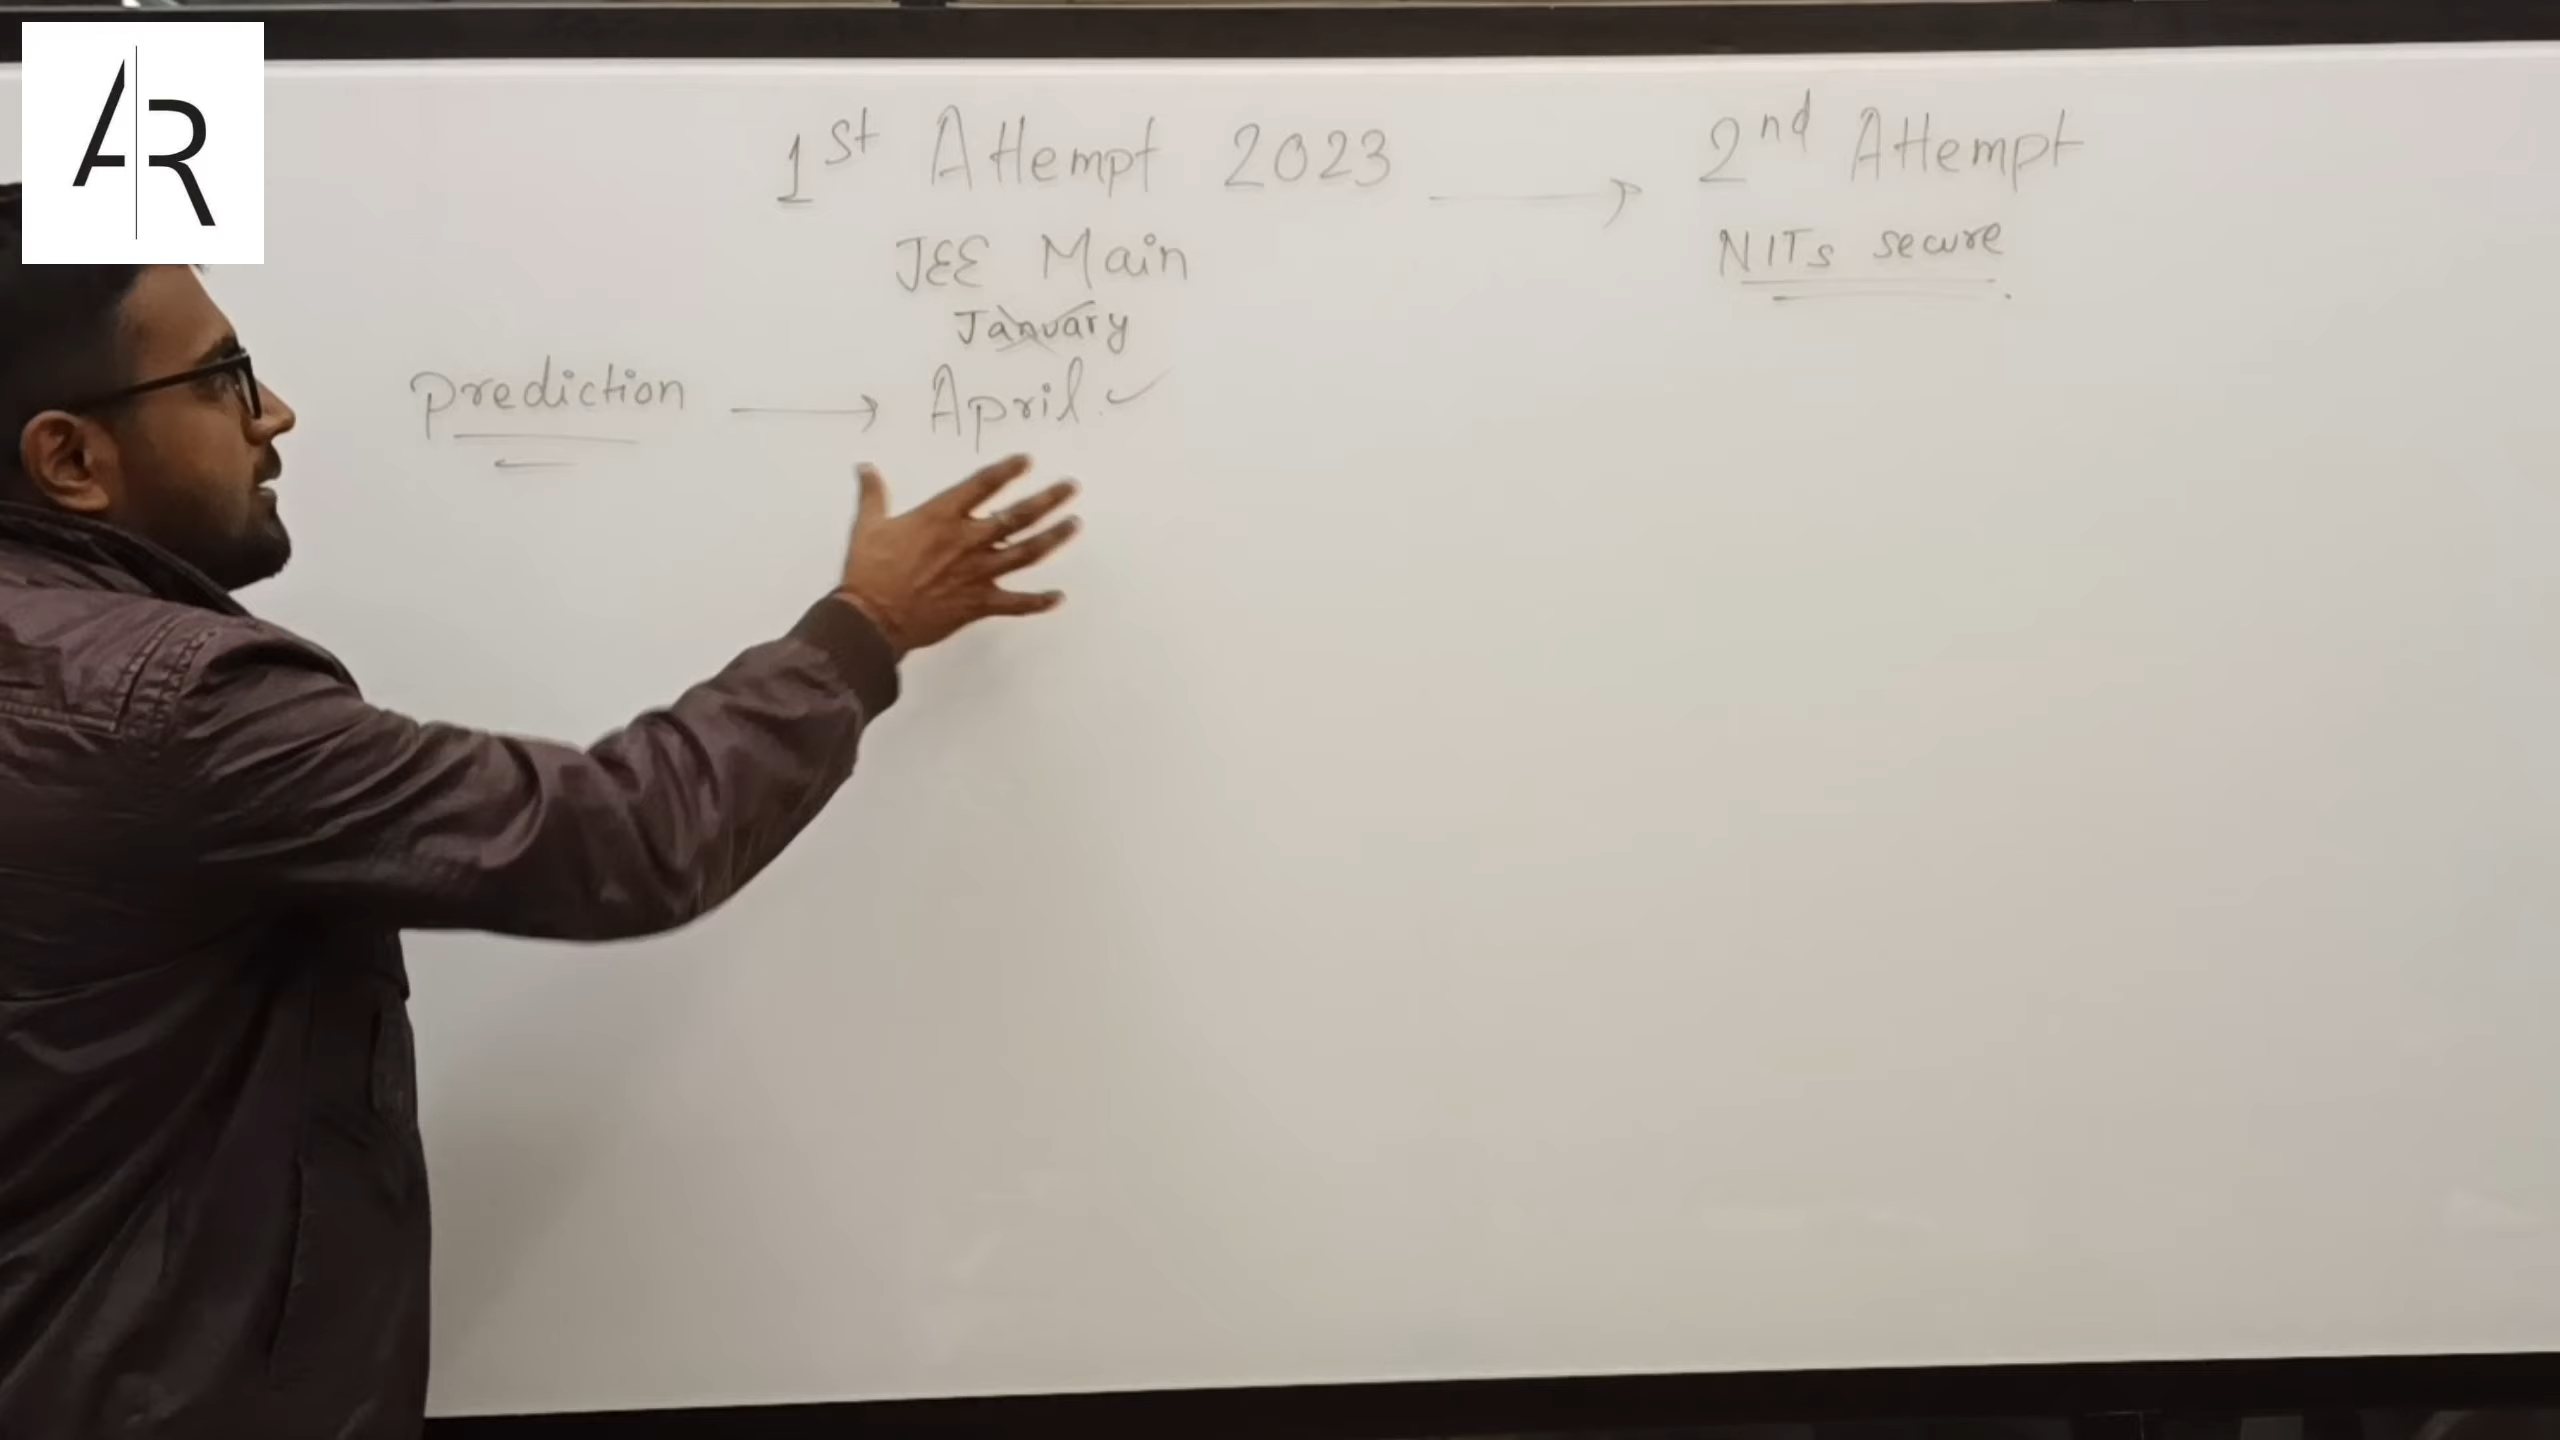 AR
1st Attempt 2023 → 2nd Attempt
JEE Main
NITs secure
January
prediction → April ✓